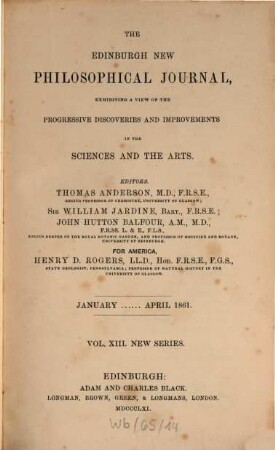 THE
EDINBURGH NEW
PHILOSOPHICAL JOURNAL,
EXHIBITING A VIEW OF THE
PROGRESSIVE DISCOVERIES AND IMPROVEMENTS
IN THE
SCIENCES AND THE ARTS.
EDITORS.
THOMAS ANDERSON, M.D., F.R.S.E.,
REGIUS PROFESSOR OF CHEMISTRY, UNIVERSITY OF GLASGOW;
SIR WILLIAM JARDINE, BART., F.R.S.E.;
JOHN HUTTON BALFOUR, A.M., M.D.,
F.R.SS. L. & E., F.L.S.,
REGIUS KEEPER OF THE ROYAL BOTANIC GARDEN, AND PROFESSOR OF MEDICINE AND BOTANY,
UNIVERSITY OF EDINBURGH.
FOR AMERICA,
HENRY D. ROGERS, LL.D., HON. F.R.S.E., F.G.S.,
STATE GEOLOGIST, PENNSYLVANIA; PROFESSOR OF NATURAL HISTORY IN THE
UNIVERSITY OF GLASGOW.
JANUARY ...... APRIL 1861.
VOL. XIII. NEW SERIES.
EDINBURGH:
ADAM AND CHARLES BLACK.
LONGMAN, BROWN, GREEN, & LONGMANS, LONDON.
MDCCCLXI.
Wb/65/14